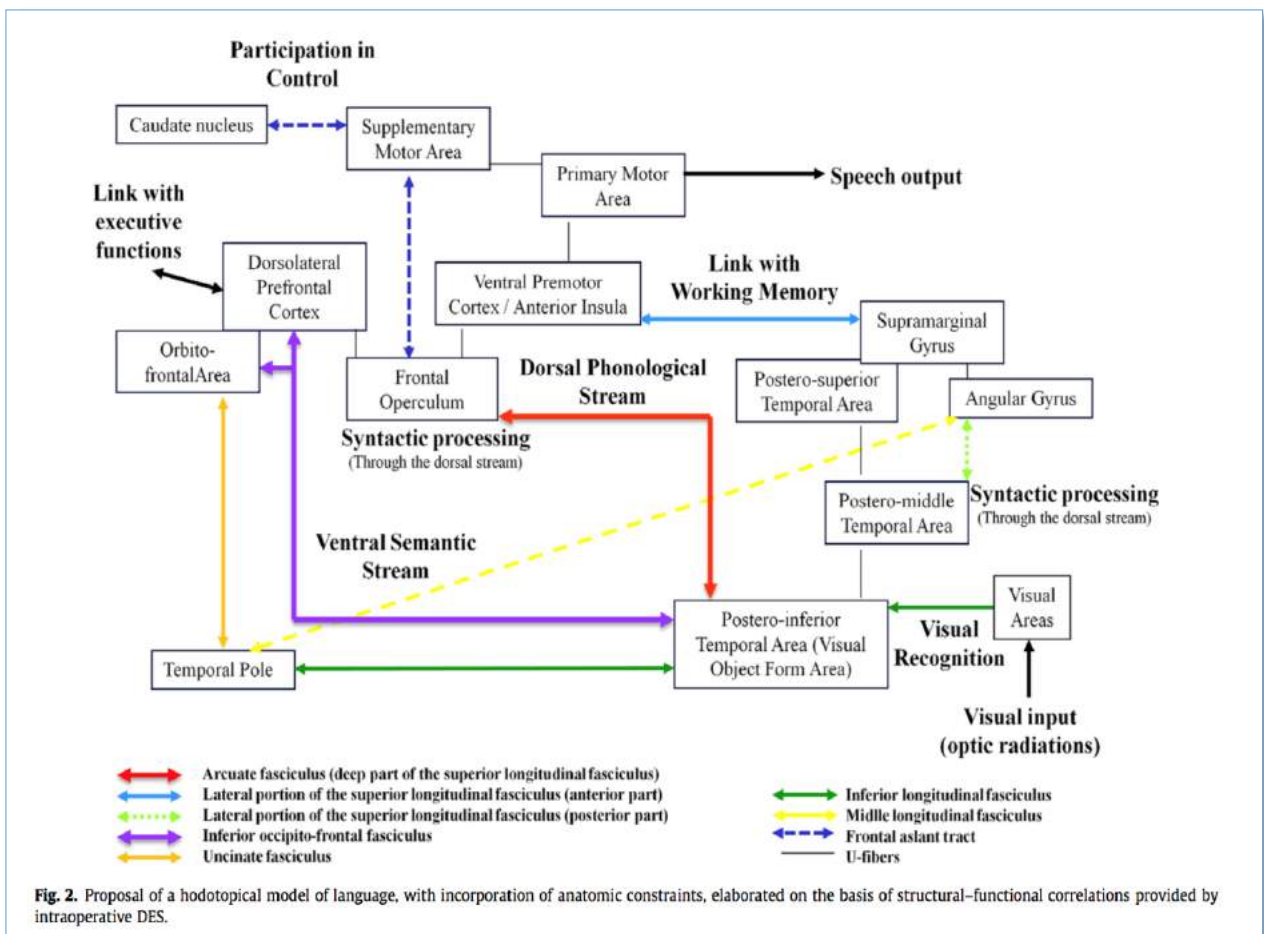 Participation in
Control
Caudate nucleus
Supplementary
Motor Area
Primary Motor
Area
Speech output
Link with
executive
functions
Dorsolateral
Prefrontal
Cortex
Ventral Premotor
Cortex / Anterior Insula
Link with
Working Memory
Supramarginal
Gyrus
Orbito-
frontalArea
Frontal
Operculum
Dorsal Phonological
Stream
Postero-superior
Temporal Area
Angular Gyrus
Syntactic processing
(Through the dorsal stream)
Postero-middle
Temporal Area
Syntactic processing
(Through the dorsal stream)
Ventral Semantic
Stream
Visual
Areas
Postero-inferior
Temporal Area (Visual
Object Form Area)
Visual
Recognition
Temporal Pole
Visual input
(optic radiations)
Arcuate fasciculus (deep part of the superior longitudinal fasciculus)
Lateral portion of the superior longitudinal fasciculus (anterior part)
Lateral portion of the superior longitudinal fasciculus (posterior part)
Inferior occipito-frontal fasciculus
Uncinate fasciculus
Inferior longitudinal fasciculus
Midlle longitudinal fasciculus
Frontal aslant tract
U-fibers
Fig. 2. Proposal of a hodotopical model of language, with incorporation of anatomic constraints, elaborated on the basis of structural–functional correlations provided by
intraoperative DES.